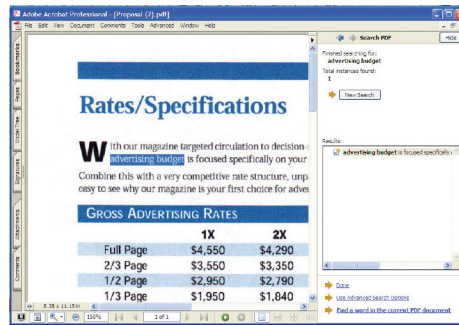 Adobe Acrobat Professional - [Proposal (2).pdf]
File Edit View Document Comments Tools Advanced Window Help
Search PDF
Hide
Finished searching for:
advertising budget
Total instances found:
1
New Search
Results:
advertising budget is focused specifically
Bookmarks
Pages
Model Tree
Signatures
Attachments
Comments
Rates/Specifications
With our magazine targeted circulation to decision-
advertising budget is focused specifically on your
Combine this with a very competitive rate structure, unp
easy to see why our magazine is your first choice for adver
GROSS ADVERTISING RATES
1X 2X
Full Page $4,550 $4,290
2/3 Page $3,550 $3,350
1/2 Page $2,950 $2,790
1/3 Page $1,950 $1,840
8.38 x 11.15 in
150%
1 of 1
Done
Use Advanced Search Options
Find a word in the current PDF document